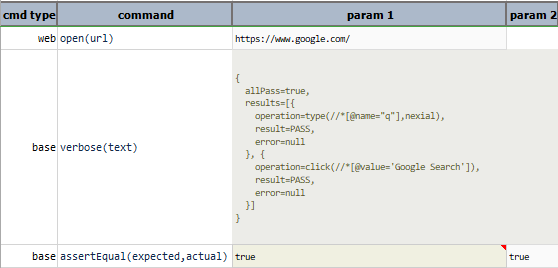 cmd type command param 1 param 2
web open(url) https://www.google.com/
{
allPass=true,
results=[{
operation=type(//*[@name="q"],nexial),
result=PASS,
error=null
}, {
base verbose(text)
operation=click(//*[@value='Google Search']),
result=PASS,
error=null
}]
}
base assertEqual(expected,actual) true true